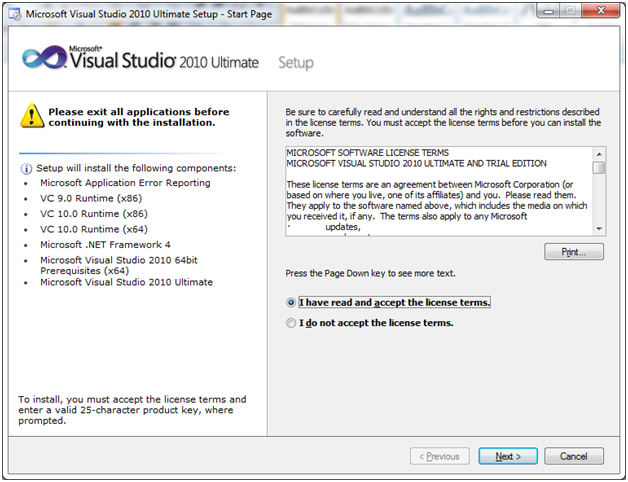 Microsoft Visual Studio 2010 Ultimate Setup - Start Page
Microsoft®
Visual Studio® 2010 Ultimate Setup
Please exit all applications before
continuing with the installation.
Setup will install the following components:
• Microsoft Application Error Reporting
• VC 9.0 Runtime (x86)
• VC 10.0 Runtime (x86)
• VC 10.0 Runtime (x64)
• Microsoft .NET Framework 4
• Microsoft Visual Studio 2010 64bit
Prerequisites (x64)
• Microsoft Visual Studio 2010 Ultimate
To install, you must accept the license terms and
enter a valid 25-character product key, where
prompted.
Be sure to carefully read and understand all the rights and restrictions described
in the license terms. You must accept the license terms before you can install the
software.
MICROSOFT SOFTWARE LICENSE TERMS
MICROSOFT VISUAL STUDIO 2010 ULTIMATE AND TRIAL EDITION
These license terms are an agreement between Microsoft Corporation (or
based on where you live, one of its affiliates) and you. Please read them.
They apply to the software named above, which includes the media on which
you received it, if any. The terms also apply to any Microsoft
· updates,
Print...
Press the Page Down key to see more text.
I have read and accept the license terms.
I do not accept the license terms.
< Previous
Next >
Cancel